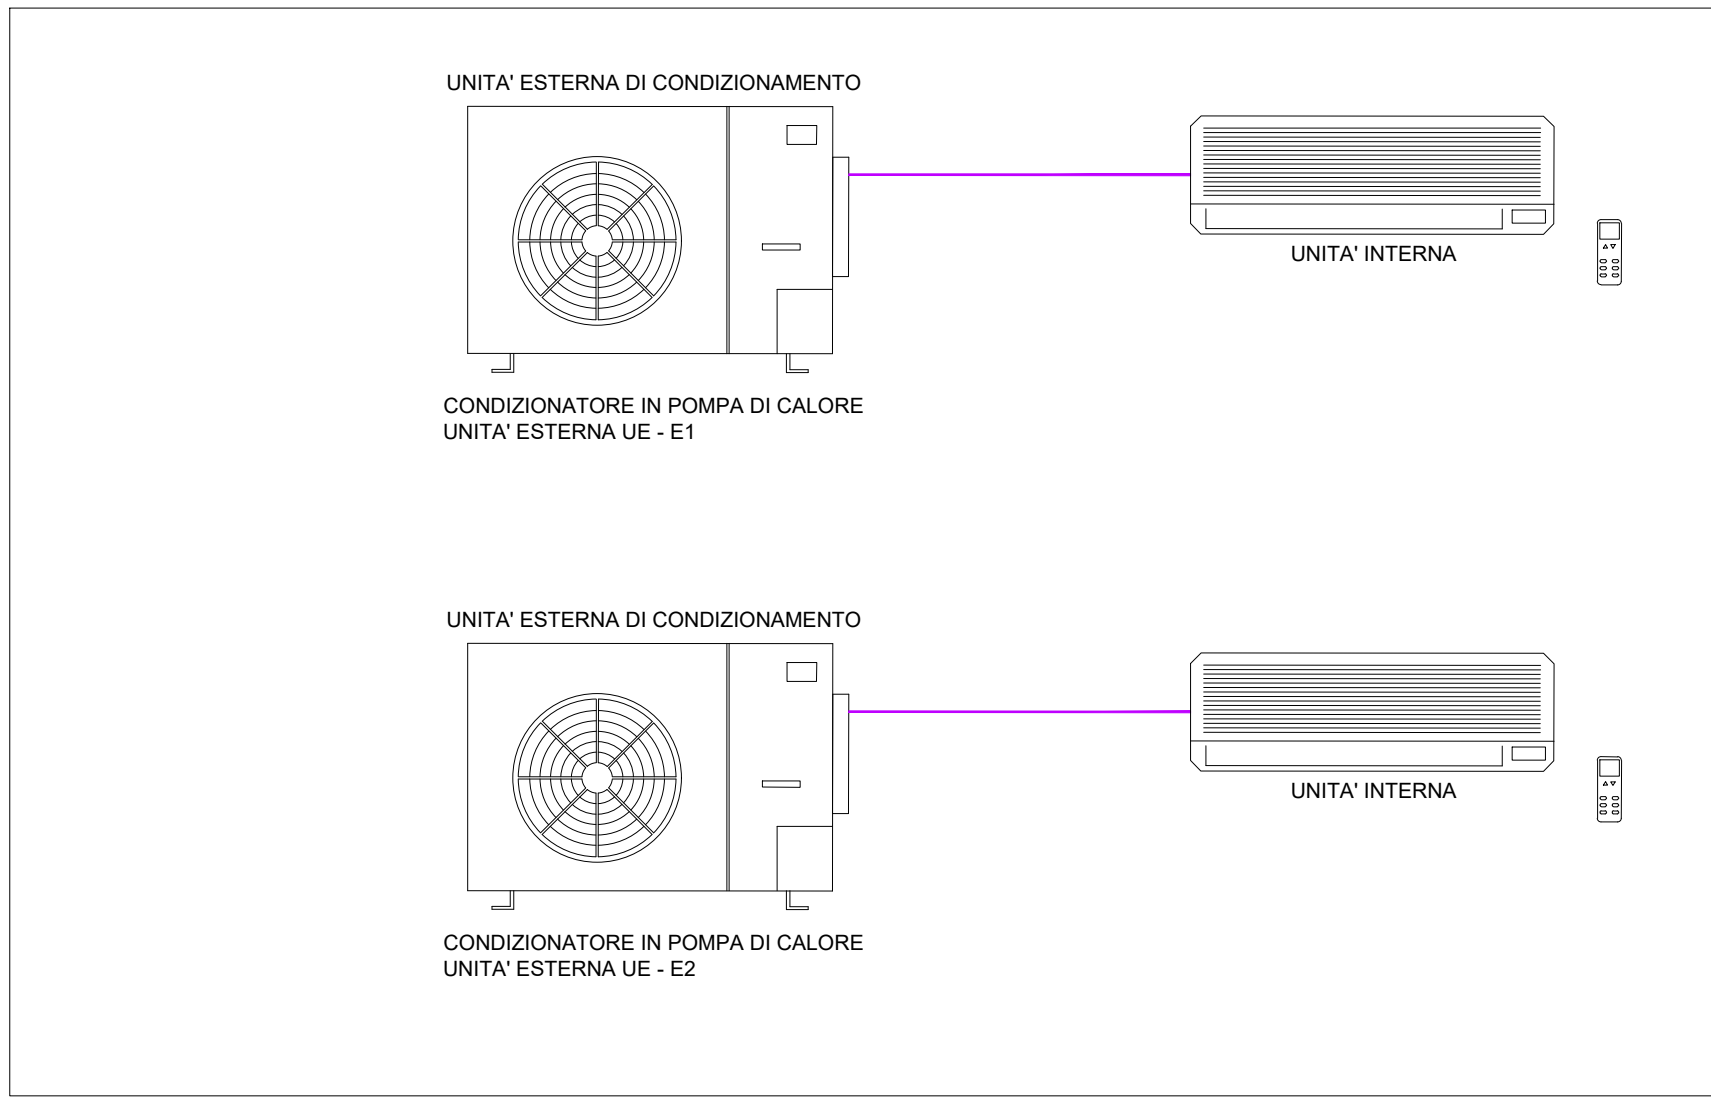 UNITA' ESTERNA DI CONDIZIONAMENTO
UNITA' INTERNA
CONDIZIONATORE IN POMPA DI CALORE
UNITA' ESTERNA UE - E1
UNITA' ESTERNA DI CONDIZIONAMENTO
UNITA' INTERNA
CONDIZIONATORE IN POMPA DI CALORE
UNITA' ESTERNA UE - E2